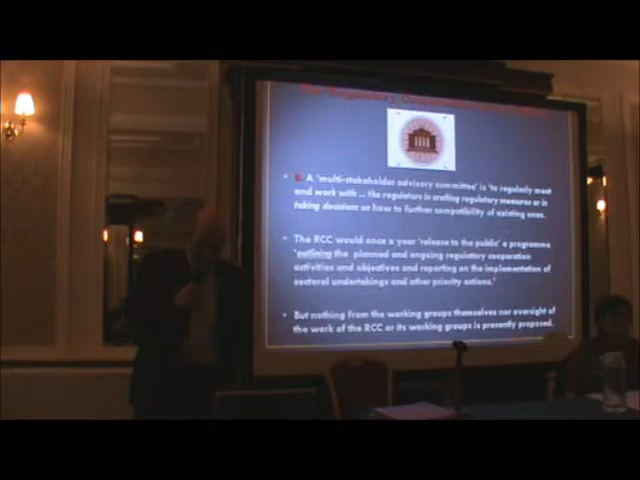 The Regulatory Cooperation
• A 'multi-stakeholder advisory committee' is 'to regularly meet
and work with ... the regulators in crafting regulatory measures or in
taking decisions on how to further compatibility of existing ones.
• The RCC would once a year 'release to the public' a programme
'outlining the planned and ongoing regulatory cooperation
activities and objectives and reporting on the implementation of
sectoral undertakings and other priority actions.'
• But nothing from the working groups themselves nor oversight of
the work of the RCC or its working groups is presently proposed.